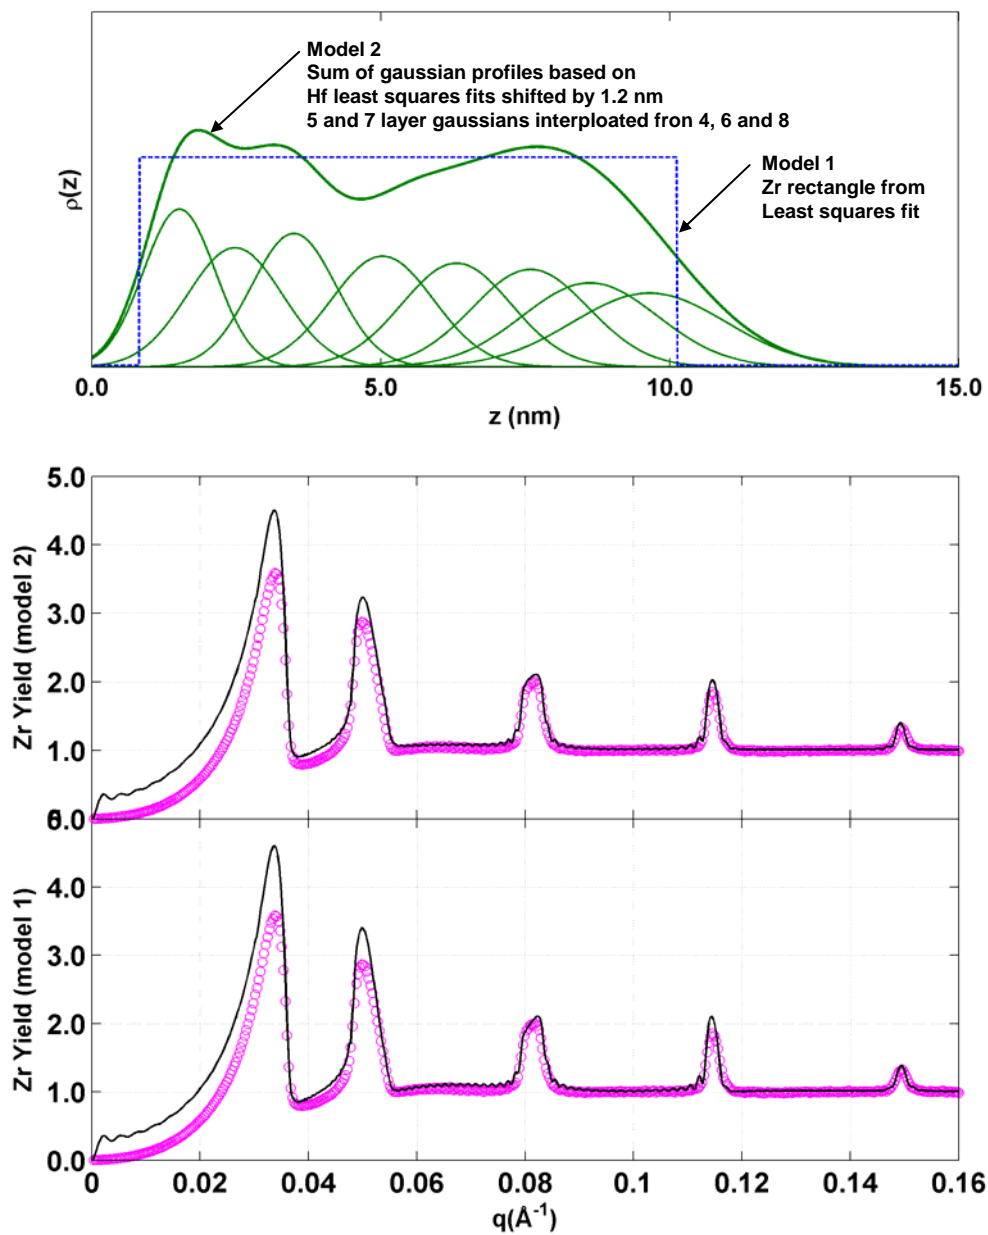 Model 2
Sum of gaussian profiles based on
Hf least squares fits shifted by 1.2 nm
5 and 7 layer gaussians interploated fron 4, 6 and 8
Model 1
Zr rectangle from
Least squares fit
ρ(z)
0.0 5.0 10.0 15.0
z (nm)
5.0
4.0
3.0
2.0
1.0
0.0
Zr Yield (model 2)
4.0
3.0
2.0
1.0
0.0
Zr Yield (model 1)
0 0.02 0.04 0.06 0.08 0.1 0.12 0.14 0.16
q(Å⁻¹)